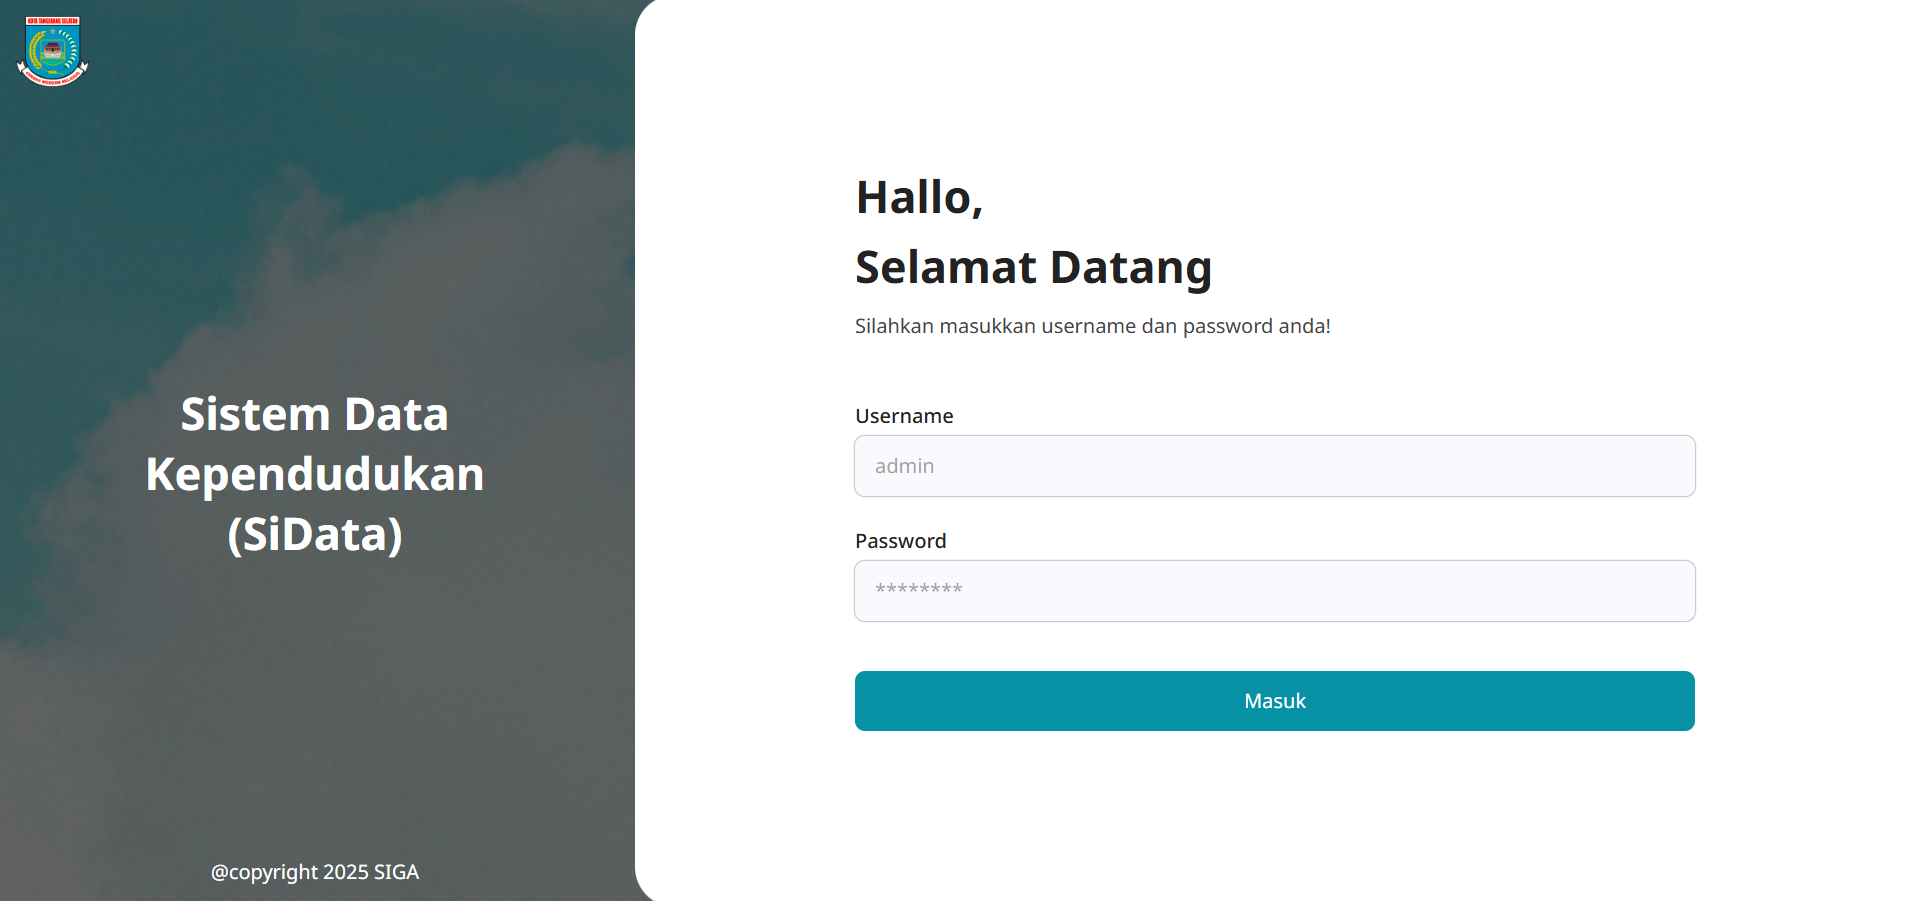 KOTA TANGERANG SELATAN
Sistem Data
Kependudukan
(SiData)
@copyright 2025 SIGA
Hallo,
Selamat Datang
Silahkan masukkan username dan password anda!
Username
admin
Password
********
Masuk